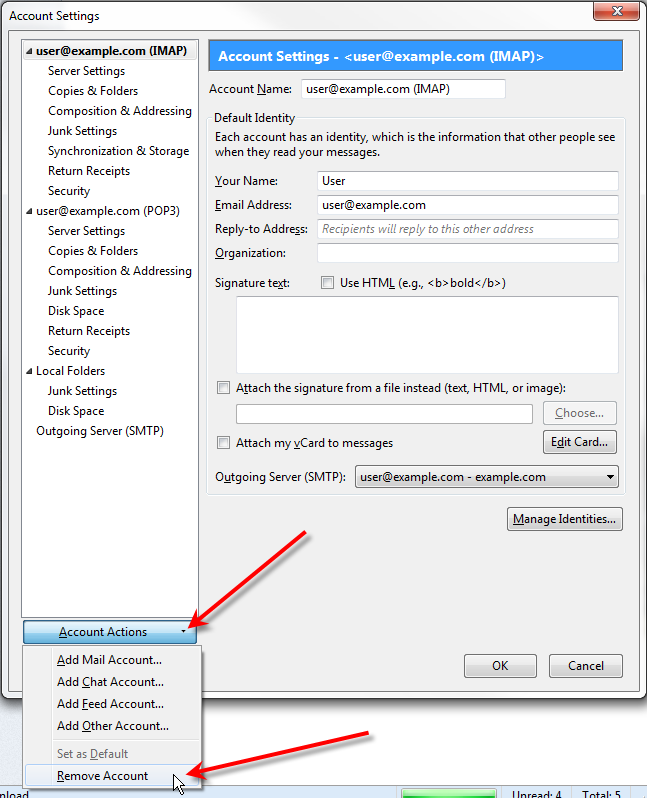 Account Settings
user@example.com (IMAP)
Server Settings
Copies & Folders
Composition & Addressing
Junk Settings
Synchronization & Storage
Return Receipts
Security
user@example.com (POP3)
Server Settings
Copies & Folders
Composition & Addressing
Junk Settings
Disk Space
Return Receipts
Security
Local Folders
Junk Settings
Disk Space
Outgoing Server (SMTP)
Account Settings - <user@example.com (IMAP)>
Account Name: user@example.com (IMAP)
Default Identity
Each account has an identity, which is the information that other people see
when they read your messages.
Your Name: User
Email Address: user@example.com
Reply-to Address: Recipients will reply to this other address
Organization:
Signature text: Use HTML (e.g., <b>bold</b>)
Attach the signature from a file instead (text, HTML, or image):
Choose...
Attach my vCard to messages
Edit Card...
Outgoing Server (SMTP): user@example.com - example.com
Manage Identities...
Account Actions
Add Mail Account...
Add Chat Account...
Add Feed Account...
Add Other Account...
Set as Default
Remove Account
OK Cancel
Unread: 4 Total: 5